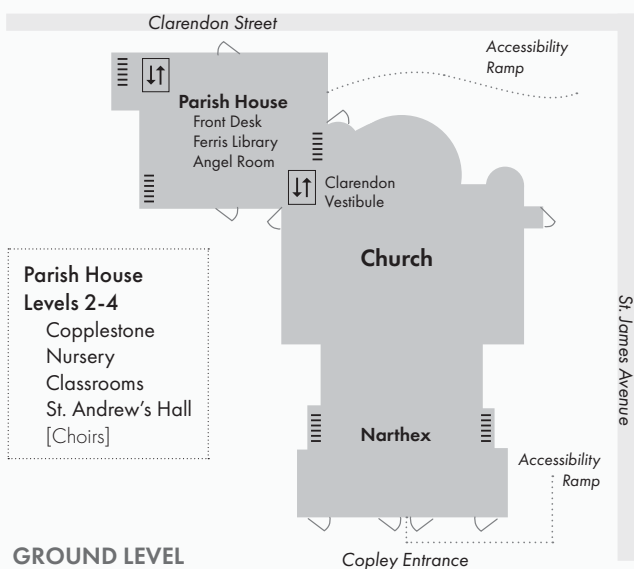 Clarendon Street
Accessibility
Ramp
Parish House
Front Desk
Ferris Library
Angel Room
Clarendon
Vestibule
Church
Parish House
Levels 2-4
Copplestone
Nursery
Classrooms
St. Andrew's Hall
[Choirs]
St. James Avenue
Narthex
Accessibility
Ramp
GROUND LEVEL
Copley Entrance